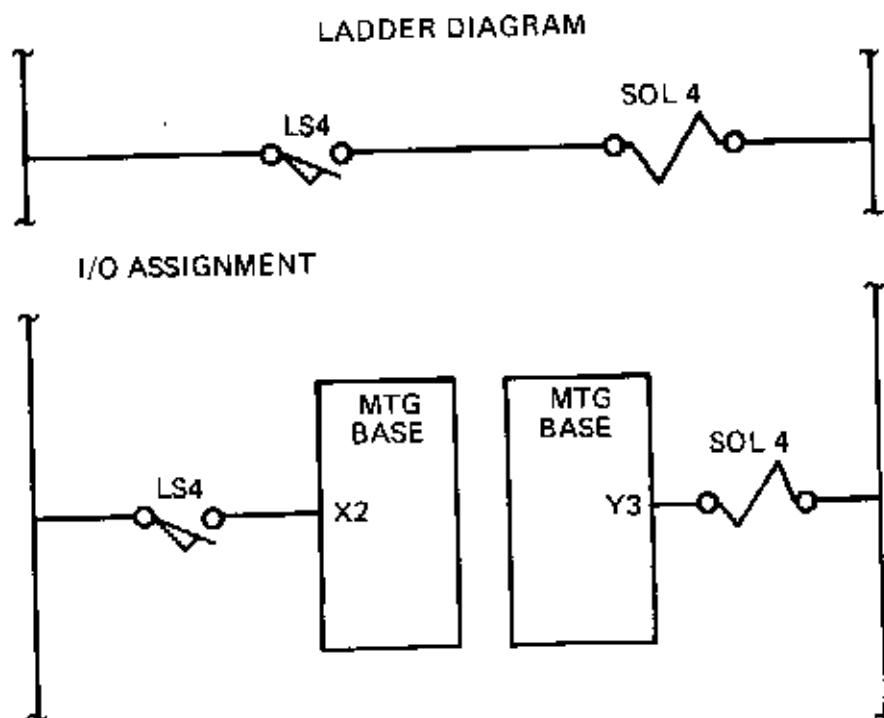 LADDER DIAGRAM
LS4
SOL 4
I/O ASSIGNMENT
MTG
BASE
MTG
BASE
LS4
X2
Y3
SOL 4